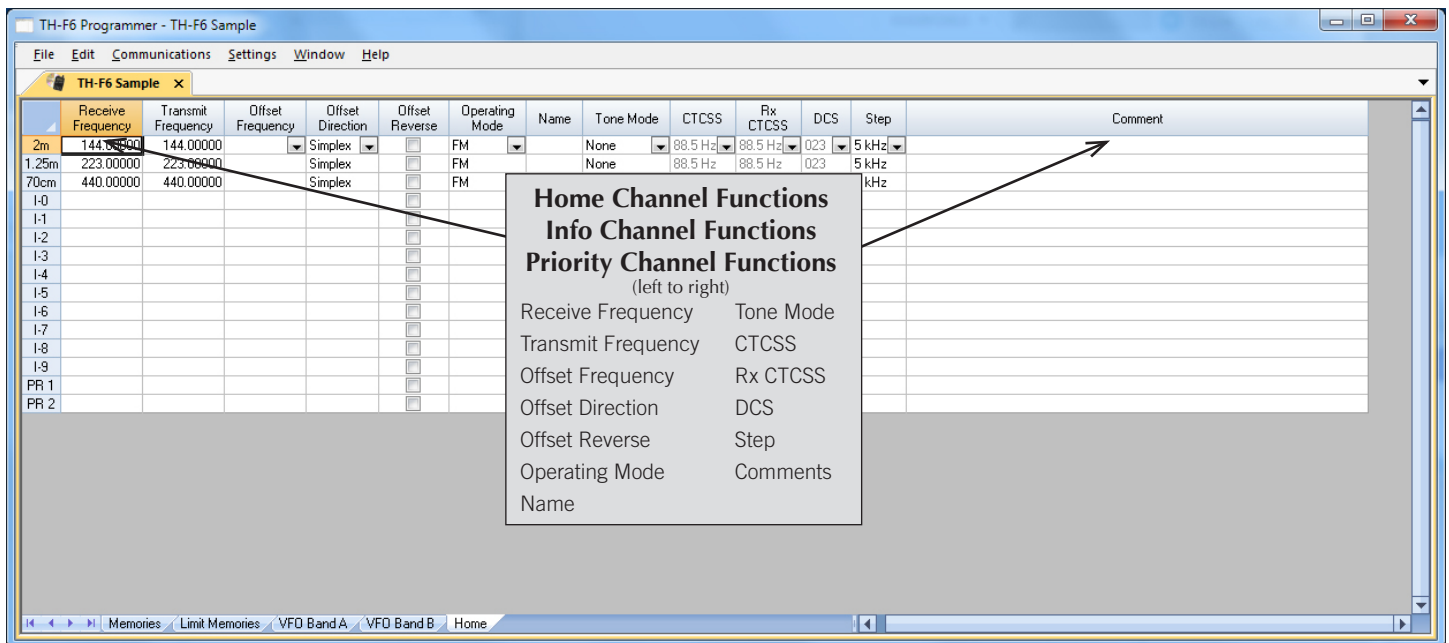 TH-F6 Programmer - TH-F6 Sample
File Edit Communications Settings Window Help
TH-F6 Sample X
Receive Frequency Transmit Frequency Offset Frequency Offset Direction Offset Reverse Operating Mode Name Tone Mode CTCSS Rx CTCSS DCS Step Comment
2m 144.00000 144.00000 Simplex FM None 88.5 Hz 88.5 Hz 023 5 kHz
1.25m 223.00000 223.00000 Simplex FM None 88.5 Hz 88.5 Hz 023 5 kHz
70cm 440.00000 440.00000 Simplex FM kHz
I-0
I-1
I-2
I-3
I-4
I-5
I-6
I-7
I-8
I-9
PR 1
PR 2
Home Channel Functions
Info Channel Functions
Priority Channel Functions
(left to right)
Receive Frequency Tone Mode
Transmit Frequency CTCSS
Offset Frequency Rx CTCSS
Offset Direction DCS
Offset Reverse Step
Operating Mode Comments
Name
Memories Limit Memories VFO Band A VFO Band B Home